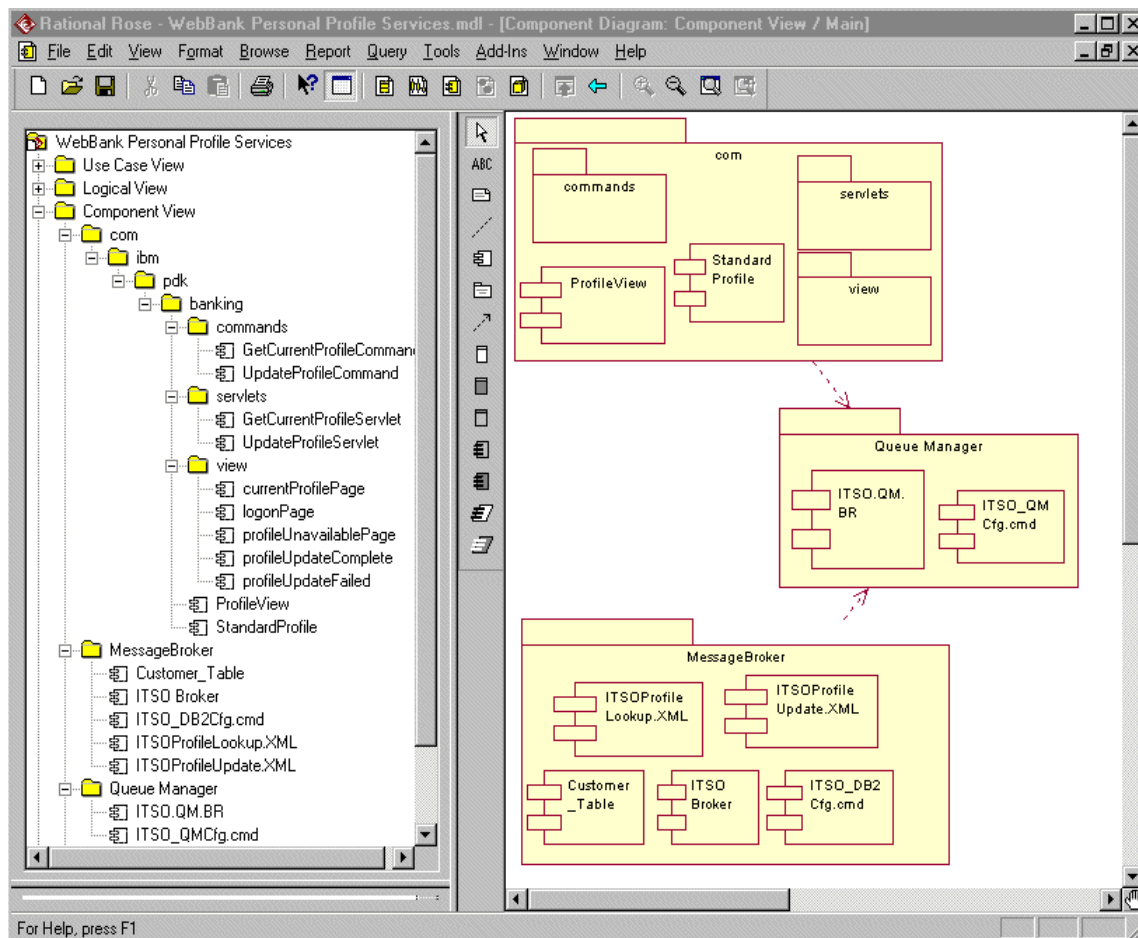 Rational Rose - WebBank Personal Profile Services.mdl - [Component Diagram: Component View / Main]
File Edit View Format Browse Report Query Tools Add-Ins Window Help
WebBank Personal Profile Services
Use Case View
Logical View
Component View
com
ibm
pdk
banking
commands
GetCurrentProfileComman
UpdateProfileCommand
servlets
GetCurrentProfileServlet
UpdateProfileServlet
view
currentProfilePage
logonPage
profileUnavailablePage
profileUpdateComplete
profileUpdateFailed
ProfileView
StandardProfile
MessageBroker
Customer_Table
ITSO Broker
ITSO_DB2Cfg.cmd
ITSOProfileLookup.XML
ITSOProfileUpdate.XML
Queue Manager
ITSO.QM.BR
ITSO_QMCfg.cmd
ABC
com
commands
servlets
ProfileView
Standard
Profile
view
Queue Manager
ITSO.QM.
BR
ITSO_QM
Cfg.cmd
MessageBroker
ITSOProfile
Lookup.XML
ITSOProfile
Update.XML
Customer
_Table
ITSO
Broker
ITSO_DB2
Cfg.cmd
For Help, press F1